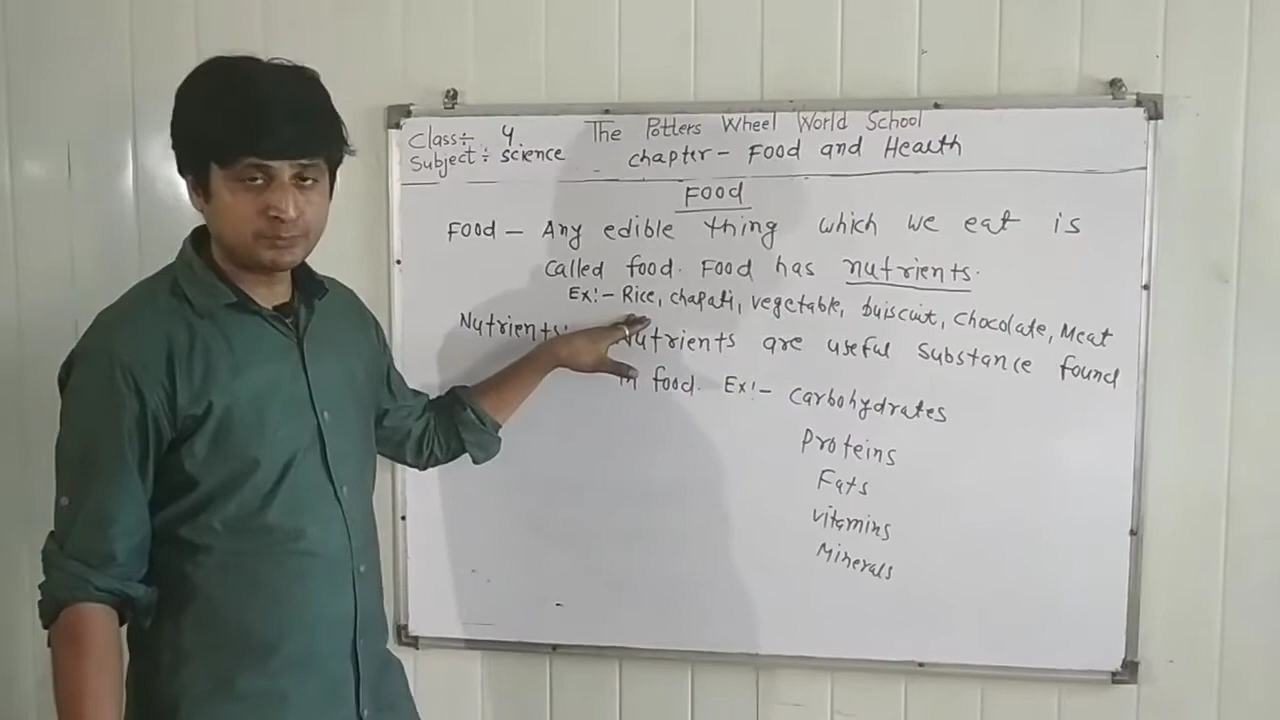 Class÷ 4 The Potters Wheel World School
Subject÷ Science chapter- Food and Health
Food
Food - Any edible thing which we eat is
called food. Food has nutrients.
Ex!- Rice, chapati, vegetable, buiscuit, Chocolate, Meat
Nutrients:- Nutrients are useful Substance found
in food. Ex!- Carbohydrates
Proteins
Fats
Vitamins
Minerals